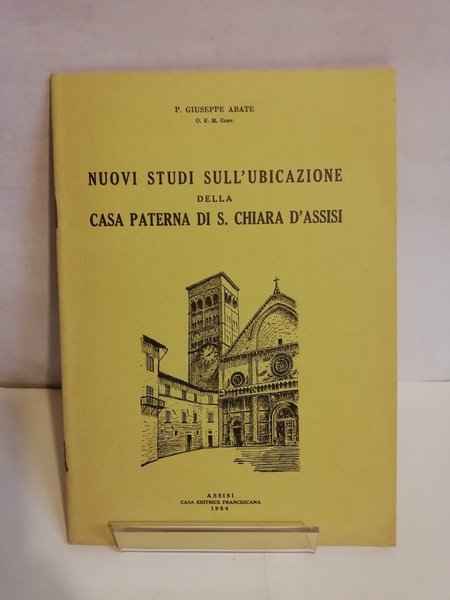 P. GIUSEPPE ABATE
O. F. M. Conv.
NUOVI STUDI SULL'UBICAZIONE
DELLA
CASA PATERNA DI S. CHIARA D'ASSISI
ASSISI
CASA EDITRICE FRANCESCANA
1954